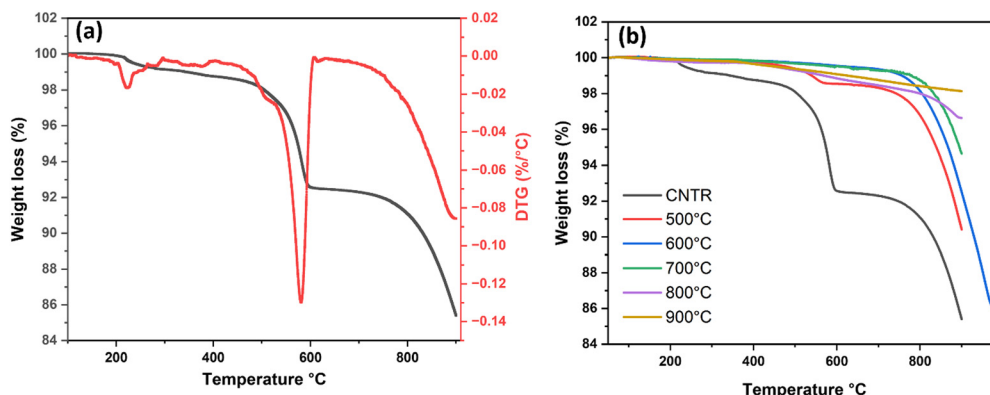 (a)
102
100
98
96
94
92
90
88
86
84
Weight loss (%)
200
400
600
800
Temperature °C
0.02
0.00
−0.02
−0.04
−0.06
−0.08
−0.10
−0.12
−0.14
DTG (%/°C)
(b)
102
100
98
96
94
92
90
88
86
84
Weight loss (%)
CNTR
500°C
600°C
700°C
800°C
900°C
200
400
600
800
Temperature °C